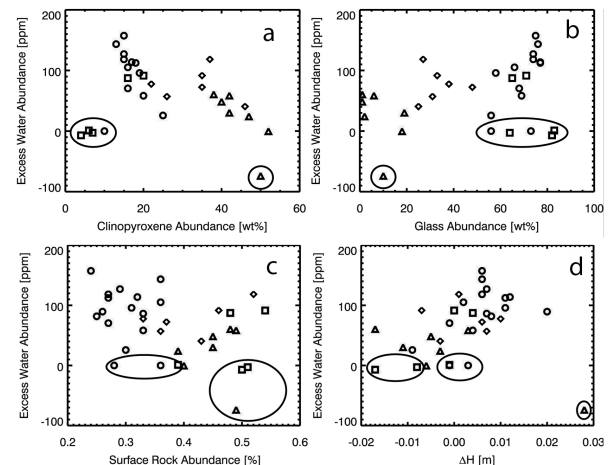 a
Excess Water Abundance [ppm]
200
100
0
-100
0 10 20 30 40 50 60
Clinopyroxene Abundance [wt%]
b
Excess Water Abundance [ppm]
200
100
0
-100
0 20 40 60 80 100
Glass Abundance [wt%]
c
Excess Water Abundance [ppm]
200
100
0
-100
0.2 0.3 0.4 0.5 0.6
Surface Rock Abundance [%]
d
Excess Water Abundance [ppm]
200
100
0
-100
-0.02 -0.01 0.00 0.01 0.02 0.03
ΔH [m]